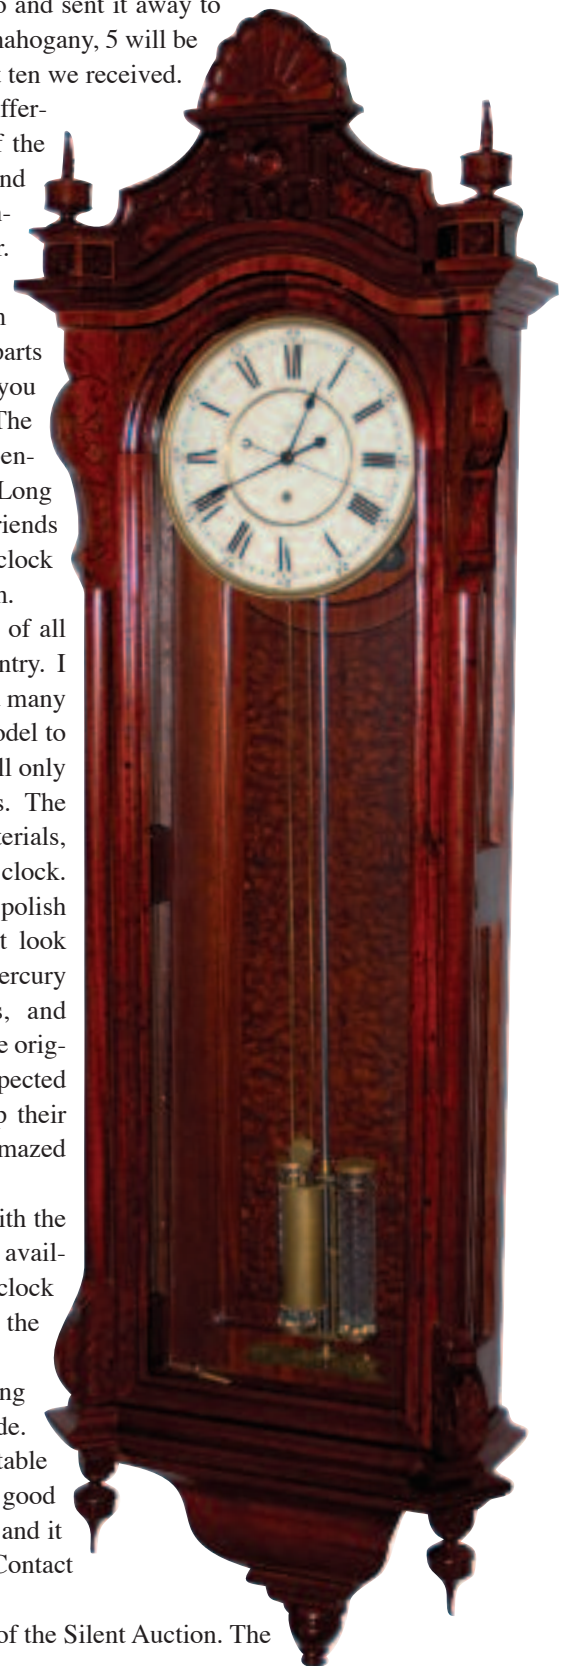 and sent it away to
mahogany, 5 will be
ten we received.
ffer-
the
nd
r.
parts
you
The
en-
Long
riends
clock
n.
of all
ntry. I
many
odel to
ll only
s. The
terials,
clock.
polish
t look
ercury
s, and
e orig-
pected
p their
mazed
ith the
avail-
clock
the
ng
de.
table
good
and it
Contact
of the Silent Auction. The